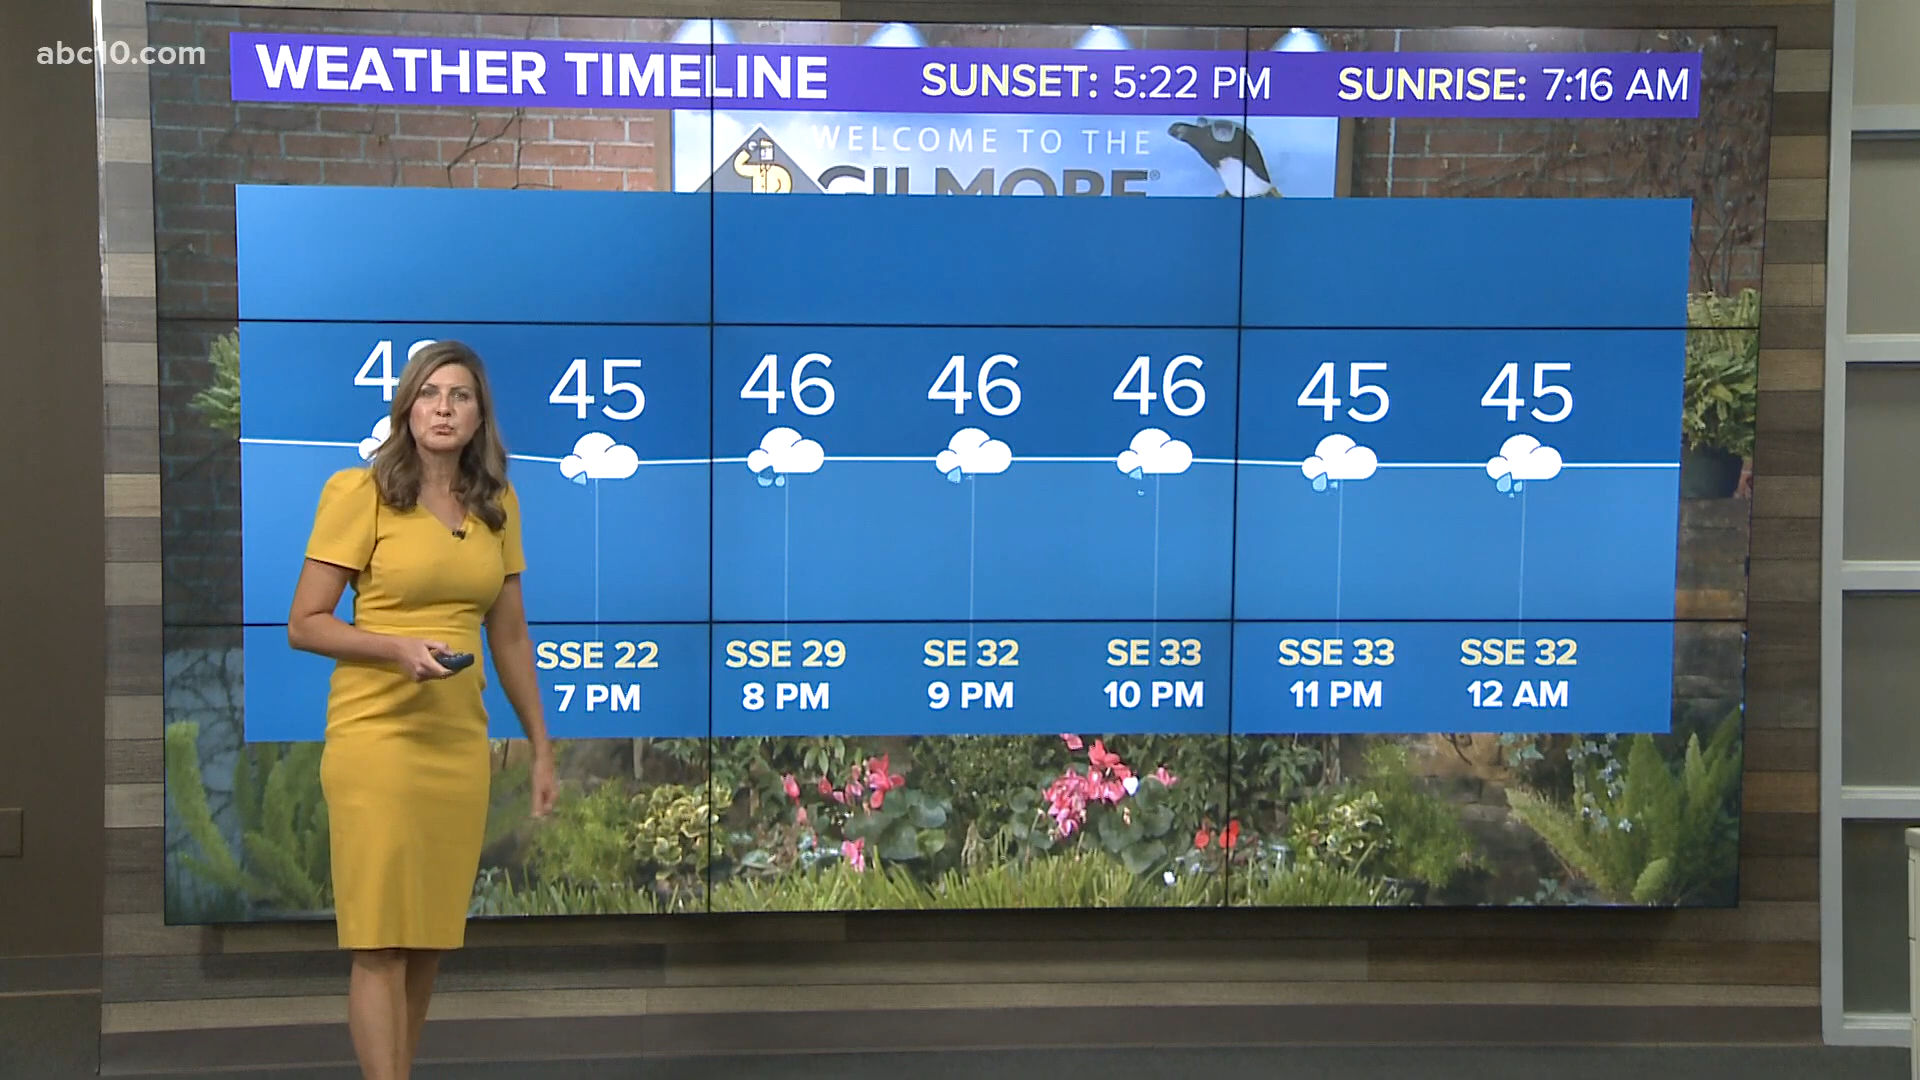 abc10.com
WEATHER TIMELINE SUNSET: 5:22 PM SUNRISE: 7:16 AM
WELCOME TO THE
GILMORE®
45 46 46 46 45 45
SSE 22 SSE 29 SE 32 SE 33 SSE 33 SSE 32
7 PM 8 PM 9 PM 10 PM 11 PM 12 AM